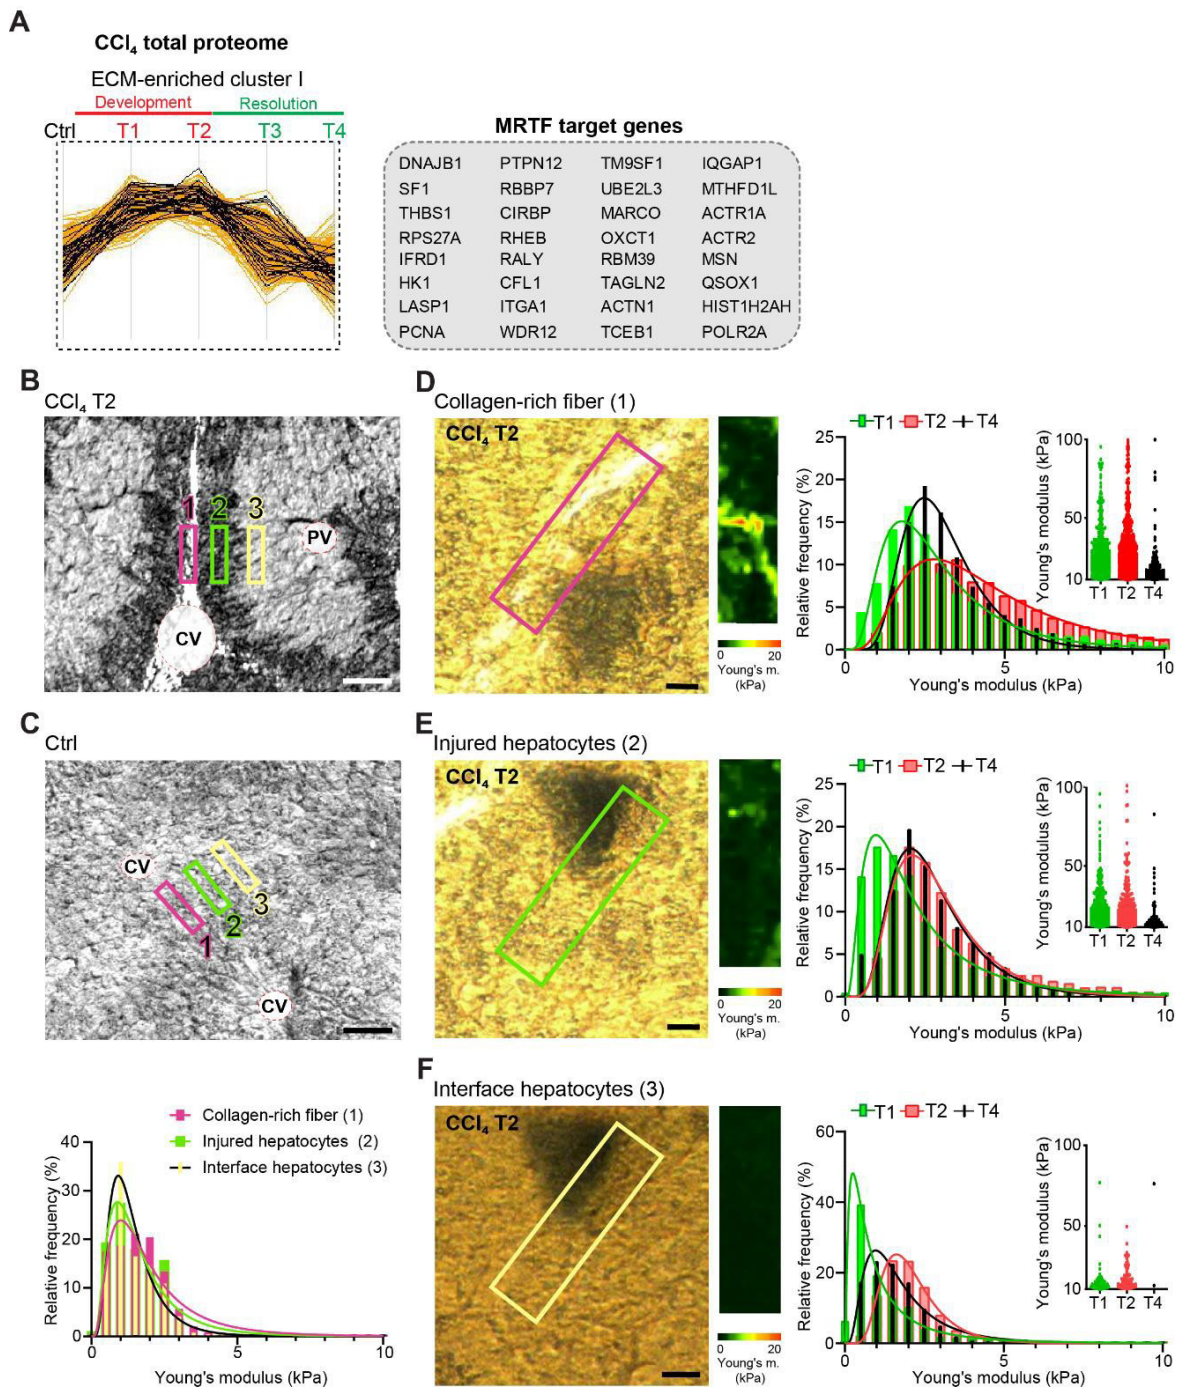 A
CCl4 total proteome
ECM-enriched cluster I
Development Resolution
Ctrl T1 T2 T3 T4
MRTF target genes
DNAJB1 PTPN12 TM9SF1 IQGAP1
SF1 RBBP7 UBE2L3 MTHFD1L
THBS1 CIRBP MARCO ACTR1A
RPS27A RHEB OXCT1 ACTR2
IFRD1 RALY RBM39 MSN
HK1 CFL1 TAGLN2 QSOX1
LASP1 ITGA1 ACTN1 HIST1H2AH
PCNA WDR12 TCEB1 POLR2A
B
CCl4 T2
1 2 3
PV
CV
C
Ctrl
CV
1 2 3
CV
Collagen-rich fiber (1)
Injured hepatocytes (2)
Interface hepatocytes (3)
Relative frequency (%)
40
30
20
10
0
0 5 10
Young's modulus (kPa)
D
Collagen-rich fiber (1)
CCl4 T2
0 20
Young's m.
(kPa)
T1 T2 T4
Relative frequency (%)
25
20
15
10
5
0
0 5 10
Young's modulus (kPa)
Young's modulus (kPa)
100
50
10
T1 T2 T4
E
Injured hepatocytes (2)
CCl4 T2
0 20
Young's m.
(kPa)
T1 T2 T4
Relative frequency (%)
25
20
15
10
5
0
0 5 10
Young's modulus (kPa)
Young's modulus (kPa)
100
50
10
T1 T2 T4
F
Interface hepatocytes (3)
CCl4 T2
0 20
Young's m.
(kPa)
T1 T2 T4
Relative frequency (%)
60
40
20
0
0 5 10
Young's modulus (kPa)
Young's modulus (kPa)
100
50
10
T1 T2 T4